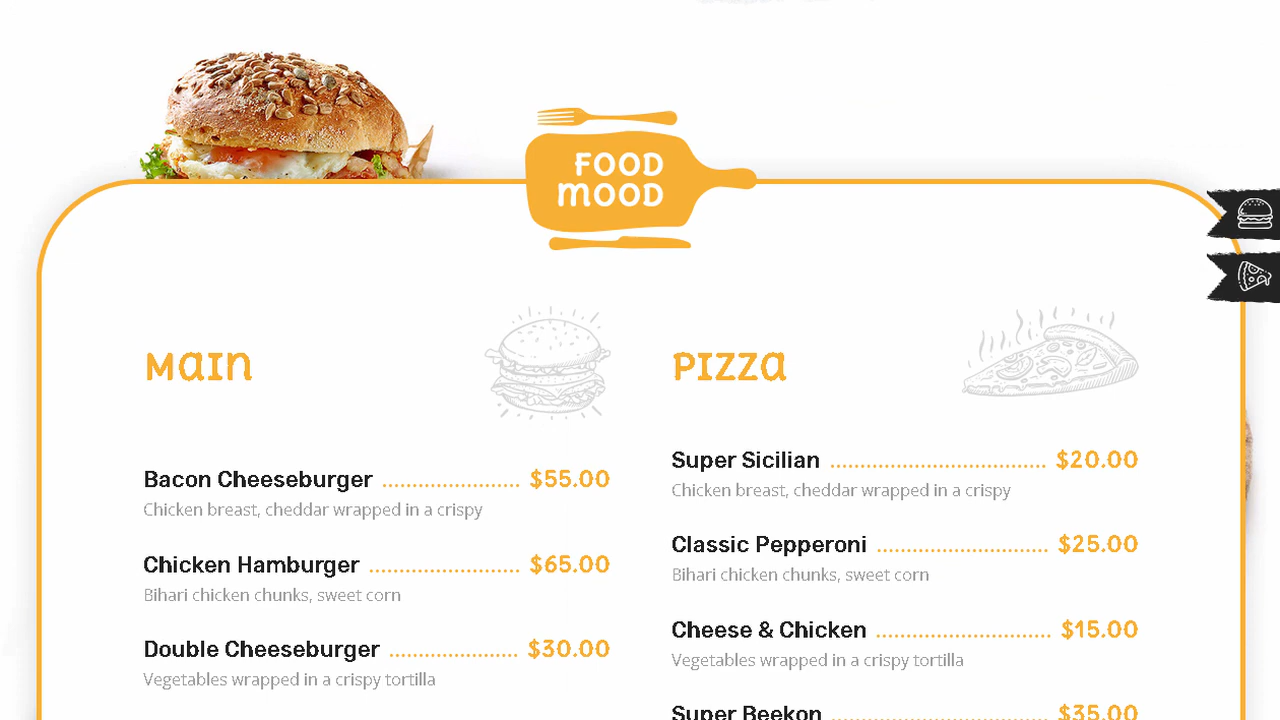 FOOD
MOOD
Main
Bacon Cheeseburger ........................ $55.00
Chicken breast, cheddar wrapped in a crispy
Chicken Hamburger .......................... $65.00
Bihari chicken chunks, sweet corn
Double Cheeseburger ...................... $30.00
Vegetables wrapped in a crispy tortilla
Pizza
Super Sicilian ..................................... $20.00
Chicken breast, cheddar wrapped in a crispy
Classic Pepperoni ............................. $25.00
Bihari chicken chunks, sweet corn
Cheese & Chicken .............................. $15.00
Vegetables wrapped in a crispy tortilla
Super Beekon ..................................... $35.00